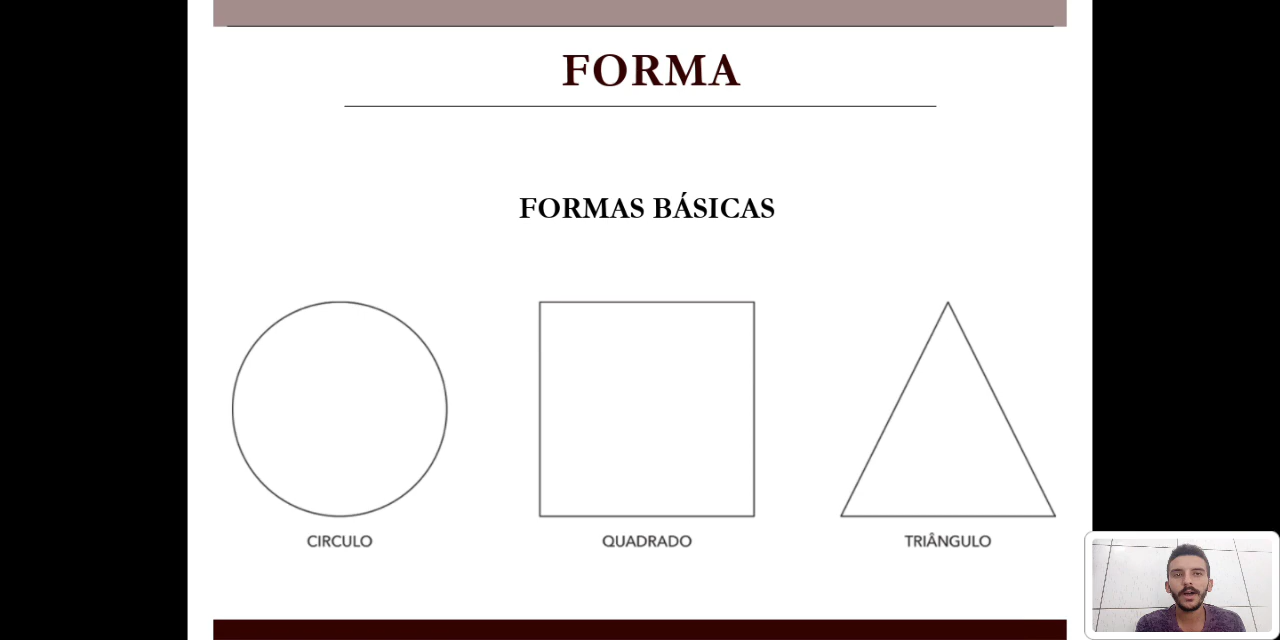 FORMA
FORMAS BÁSICAS
CIRCULO
QUADRADO
TRIÂNGULO